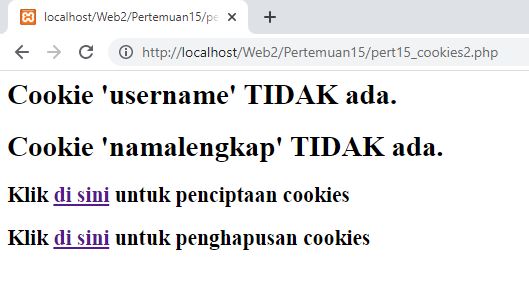 localhost/Web2/Pertemuan15/pe
http://localhost/Web2/Pertemuan15/pert15_cookies2.php
Cookie 'username' TIDAK ada.
Cookie 'namalengkap' TIDAK ada.
Klik di sini untuk penciptaan cookies
Klik di sini untuk penghapusan cookies